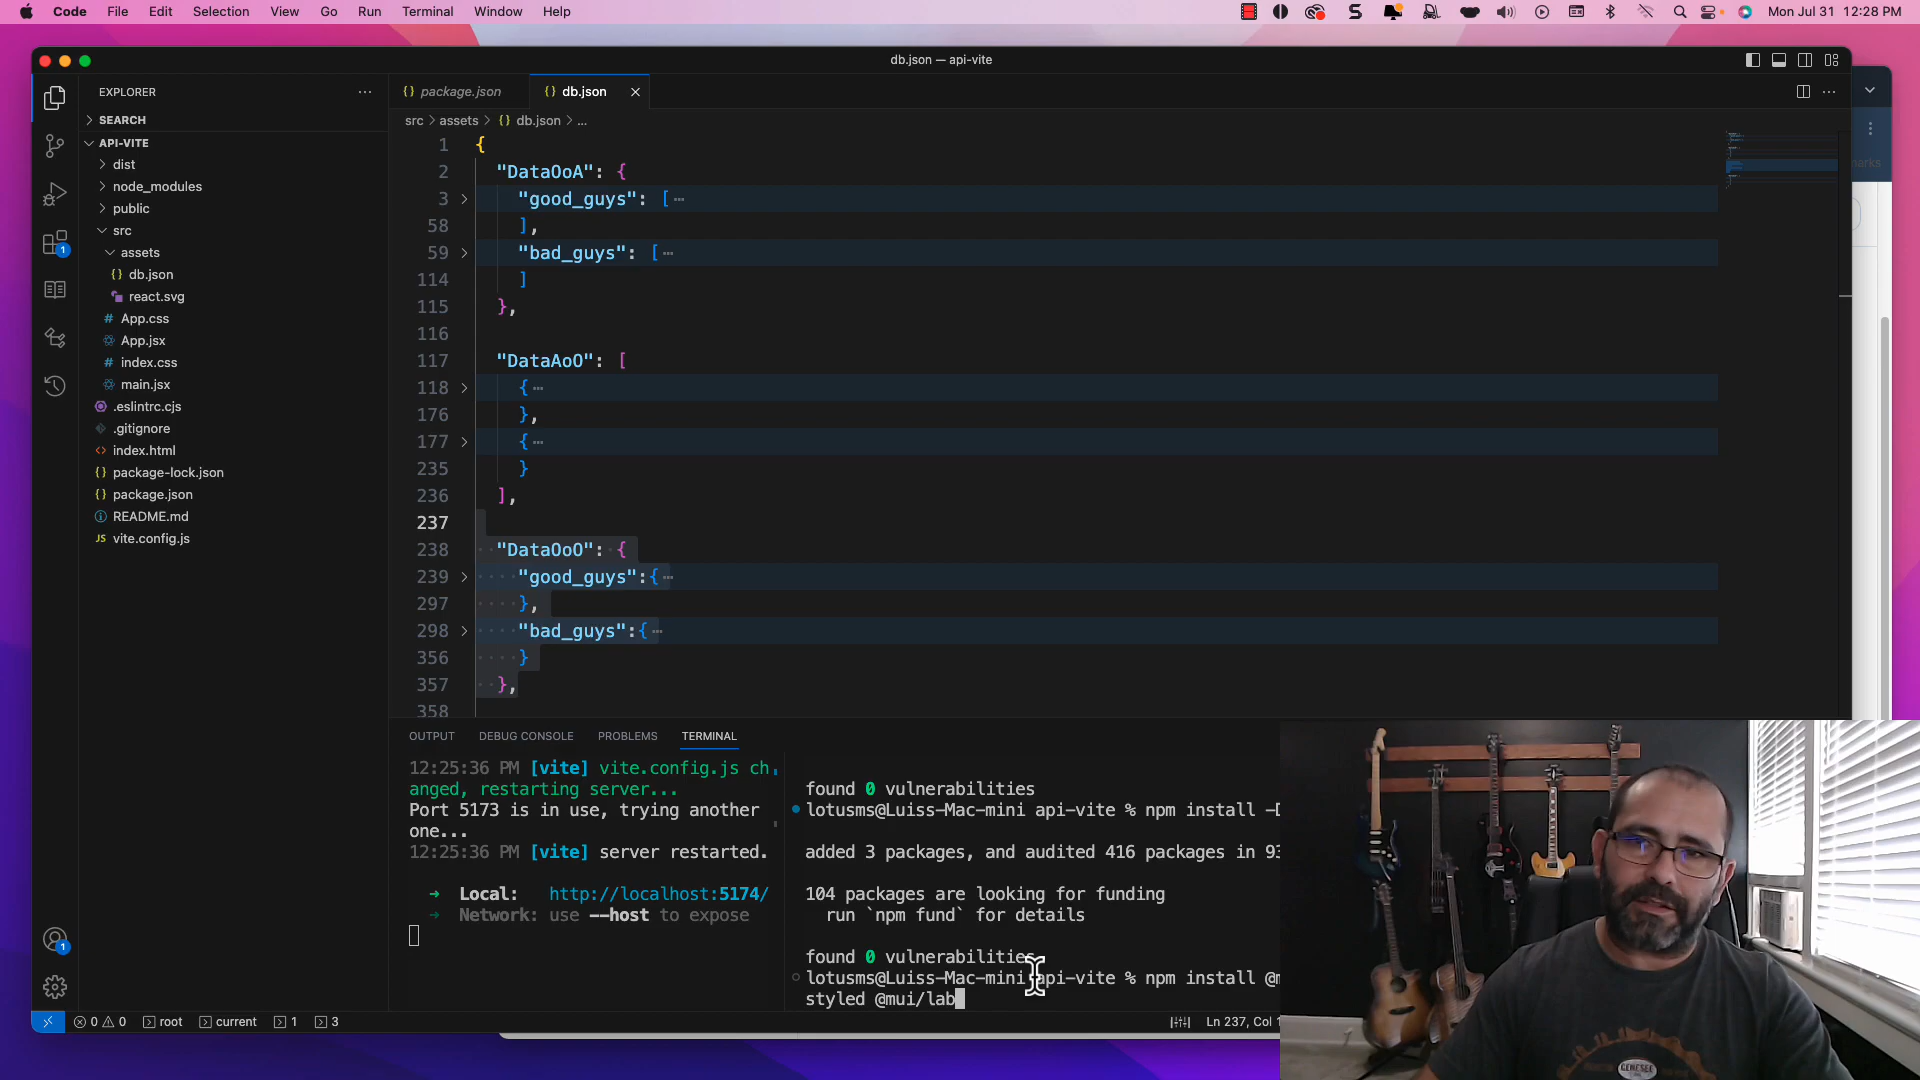 Code File Edit Selection View Go Run Terminal Window Help
Mon Jul 31 12:28 PM
db.json — api-vite
EXPLORER
SEARCH
API-VITE
dist
node_modules
public
src
assets
db.json
react.svg
App.css
App.jsx
index.css
main.jsx
.eslintrc.cjs
.gitignore
index.html
package-lock.json
package.json
README.md
vite.config.js
1
1
package.json
db.json
src > assets > {} db.json > ...
1 {
2 "DataOoA": {
3 "good_guys": [⋯
58 ],
59 "bad_guys": [⋯
114 ]
115 },
116
117 "DataAoO": [
118 {⋯
176 },
177 {⋯
235 }
236 ],
237
238 "DataOoO": {
239 "good_guys":{⋯
297 },
298 "bad_guys":{⋯
356 }
357 },
358
OUTPUT DEBUG CONSOLE PROBLEMS TERMINAL
12:25:36 PM [vite] vite.config.js ch
anged, restarting server...
Port 5173 is in use, trying another
one...
12:25:36 PM [vite] server restarted.
➜ Local: http://localhost:5174/
➜ Network: use --host to expose
found 0 vulnerabilities
lotusms@Luiss-Mac-mini api-vite % npm install -D
added 3 packages, and audited 416 packages in 93
104 packages are looking for funding
run `npm fund` for details
found 0 vulnerabilities
lotusms@Luiss-Mac-mini api-vite % npm install @m
styled @mui/lab
0 0 root current 1 3
Ln 237, Col 1
GENESEE